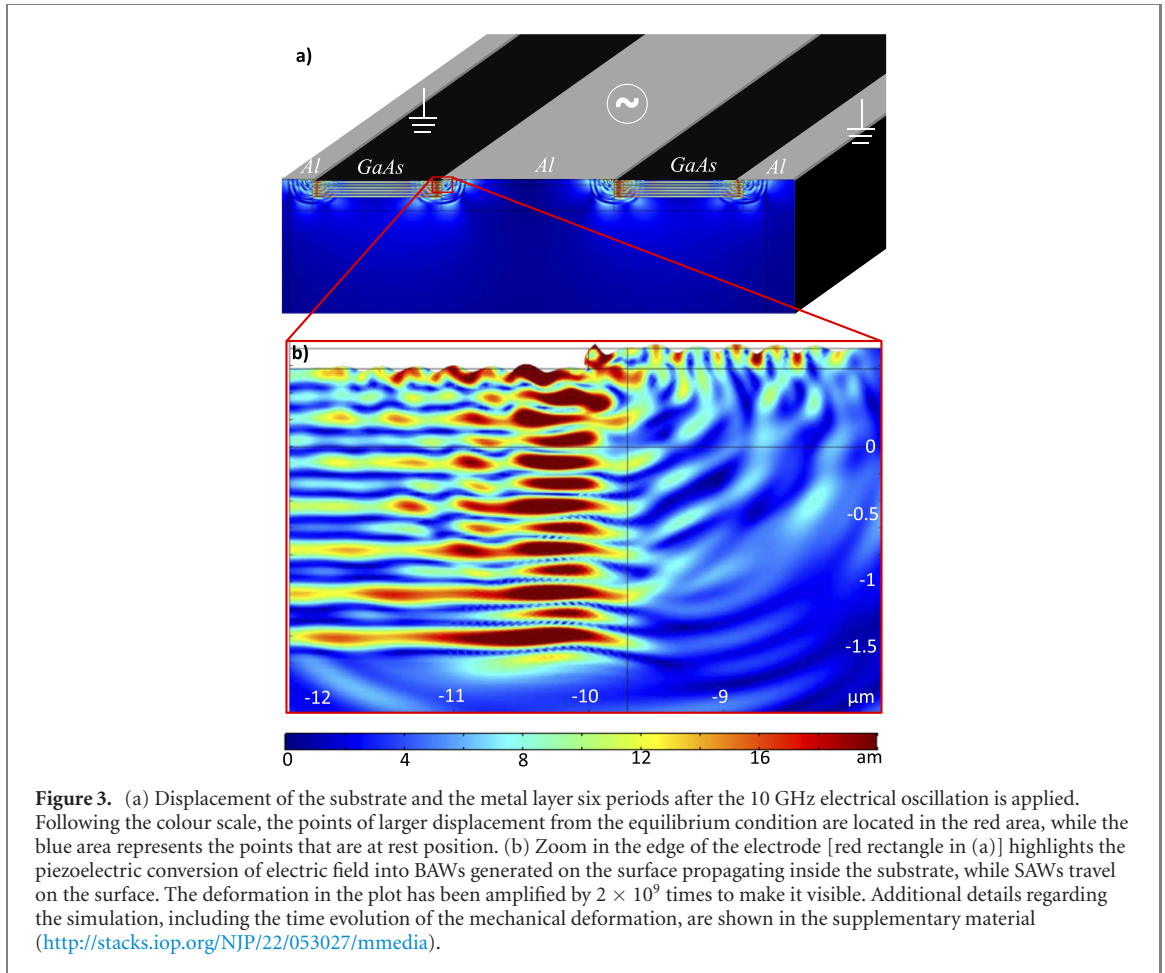 a)
~
Al
GaAs
Al
GaAs
Al
b)
0
-0.5
-1
-1.5
-12
-11
-10
-9
µm
0
4
8
12
16
am
Figure 3. (a) Displacement of the substrate and the metal layer six periods after the 10 GHz electrical oscillation is applied.
Following the colour scale, the points of larger displacement from the equilibrium condition are located in the red area, while the
blue area represents the points that are at rest position. (b) Zoom in the edge of the electrode [red rectangle in (a)] highlights the
piezoelectric conversion of electric field into BAWs generated on the surface propagating inside the substrate, while SAWs travel
on the surface. The deformation in the plot has been amplified by 2 × 10⁹ times to make it visible. Additional details regarding
the simulation, including the time evolution of the mechanical deformation, are shown in the supplementary material
(http://stacks.iop.org/NJP/22/053027/mmedia).